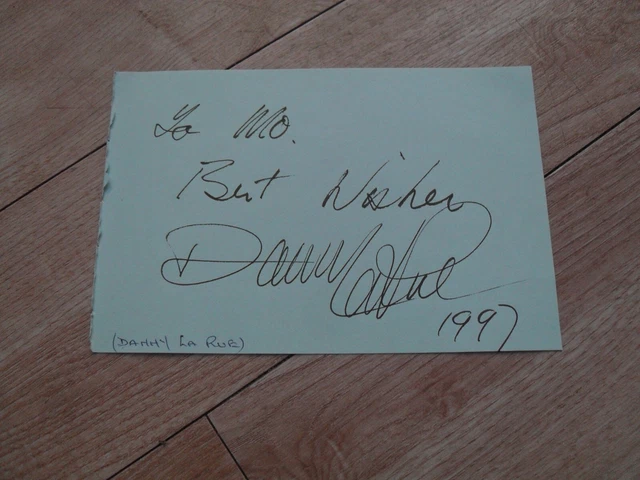 To Mo.
Best Wishes
Danny La Rue
1997
(DANNY LA RUE)